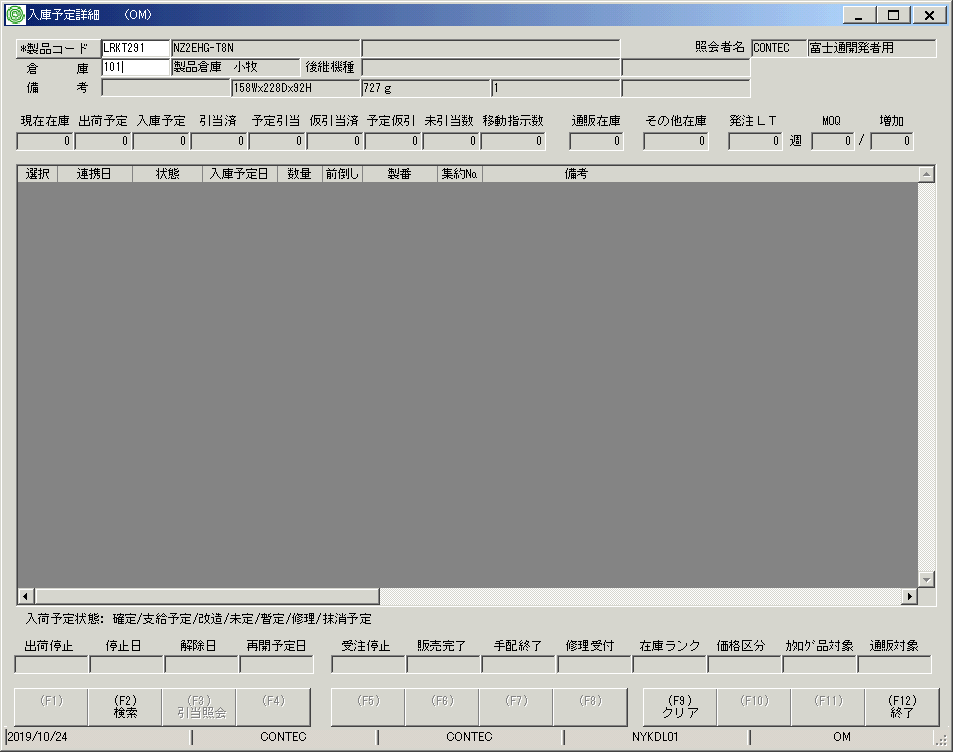 入庫予定詳細 (OM)
*製品コード LRKT291 NZ2EHG-T8N 照会者名 CONTEC 富士通開発者用
倉 庫 101 製品倉庫 小牧 後継機種
備 考 158Wx228Dx92H 727g 1
現在在庫 出荷予定 入庫予定 引当済 予定引当 仮引当済 予定仮引 未引当数 移動指示数 通販在庫 その他在庫 発注LT MOQ 増加
0 0 0 0 0 0 0 0 0 0 0 0 週 0 / 0
選択 連携日 状態 入庫予定日 数量 前倒し 製番 集約No. 備考
入荷予定状態: 確定/支給予定/改造/未定/暫定/修理/抹消予定
出荷停止 停止日 解除日 再開予定日 受注停止 販売完了 手配終了 修理受付 在庫ランク 価格区分 カタログ品対象 通販対象
(F1) (F2) (F3) (F4) (F5) (F6) (F7) (F8) (F9) (F10) (F11) (F12)
検索 引当照会 クリア 終了
2019/10/24 CONTEC CONTEC NYKDL01 OM